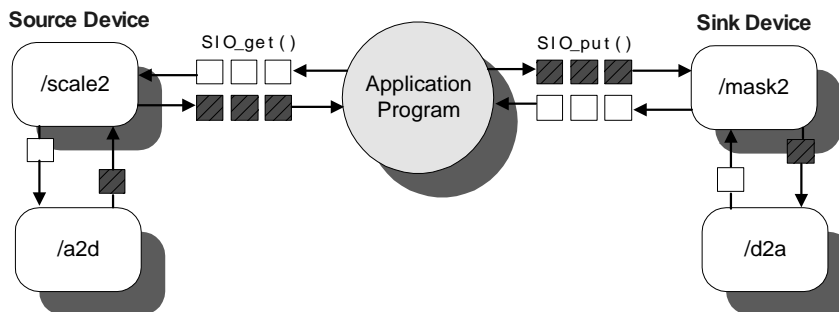 Source Device
Sink Device
SIO_get()
SIO_put()
/scale2
Application
Program
/mask2
/a2d
/d2a